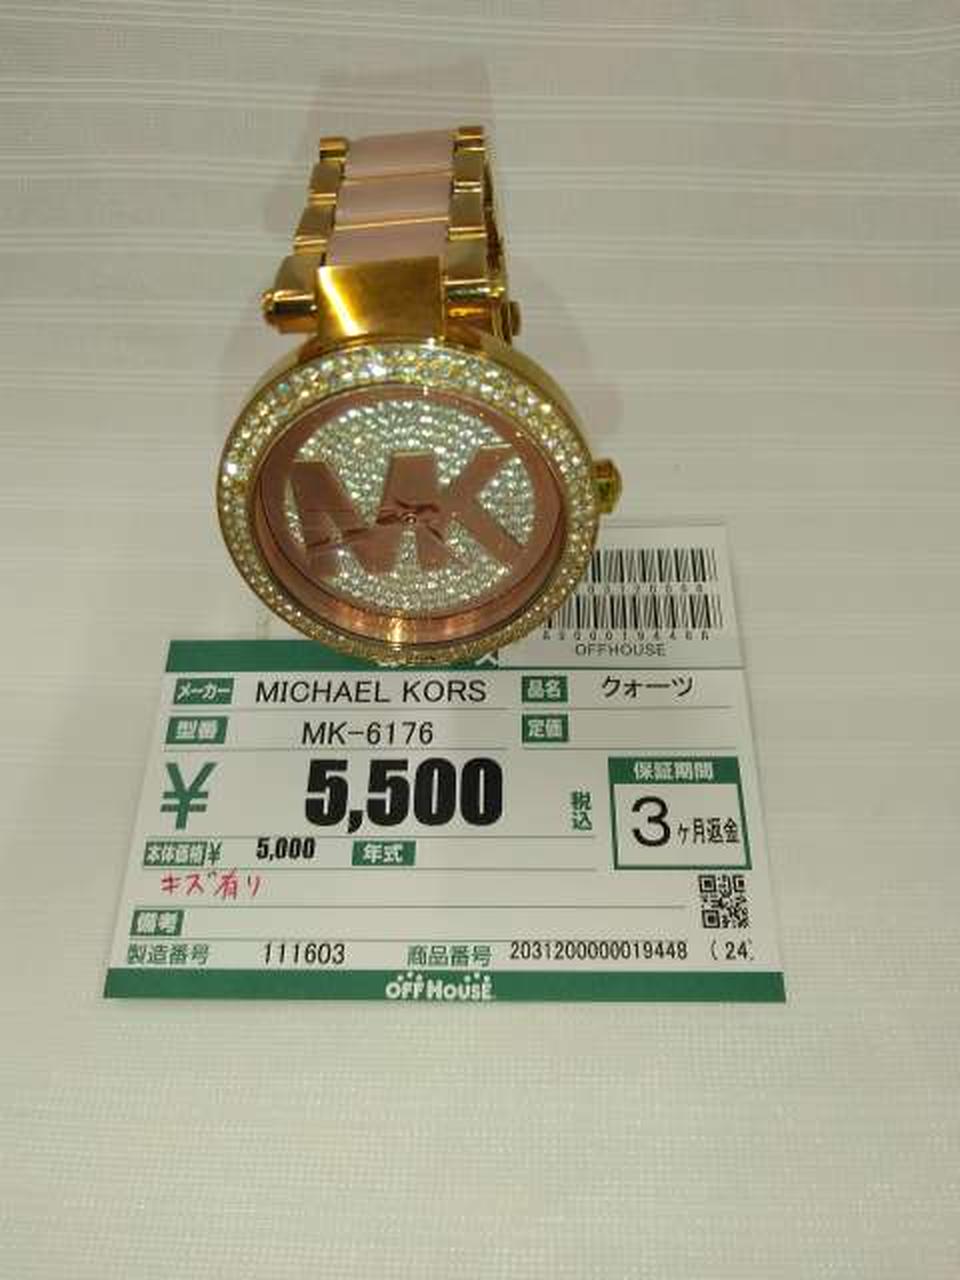 MK
A2000019448A
OFFHOUSE
メーカー MICHAEL KORS 品名 クォーツ
型番 MK-6176 定価
¥ 5,500 税込
保証期間
3ヶ月返金
本体価格¥ 5,000 年式
キズ有り
備考
製造番号 111603 商品番号 2031200000019448 (24
OFF HOUSE